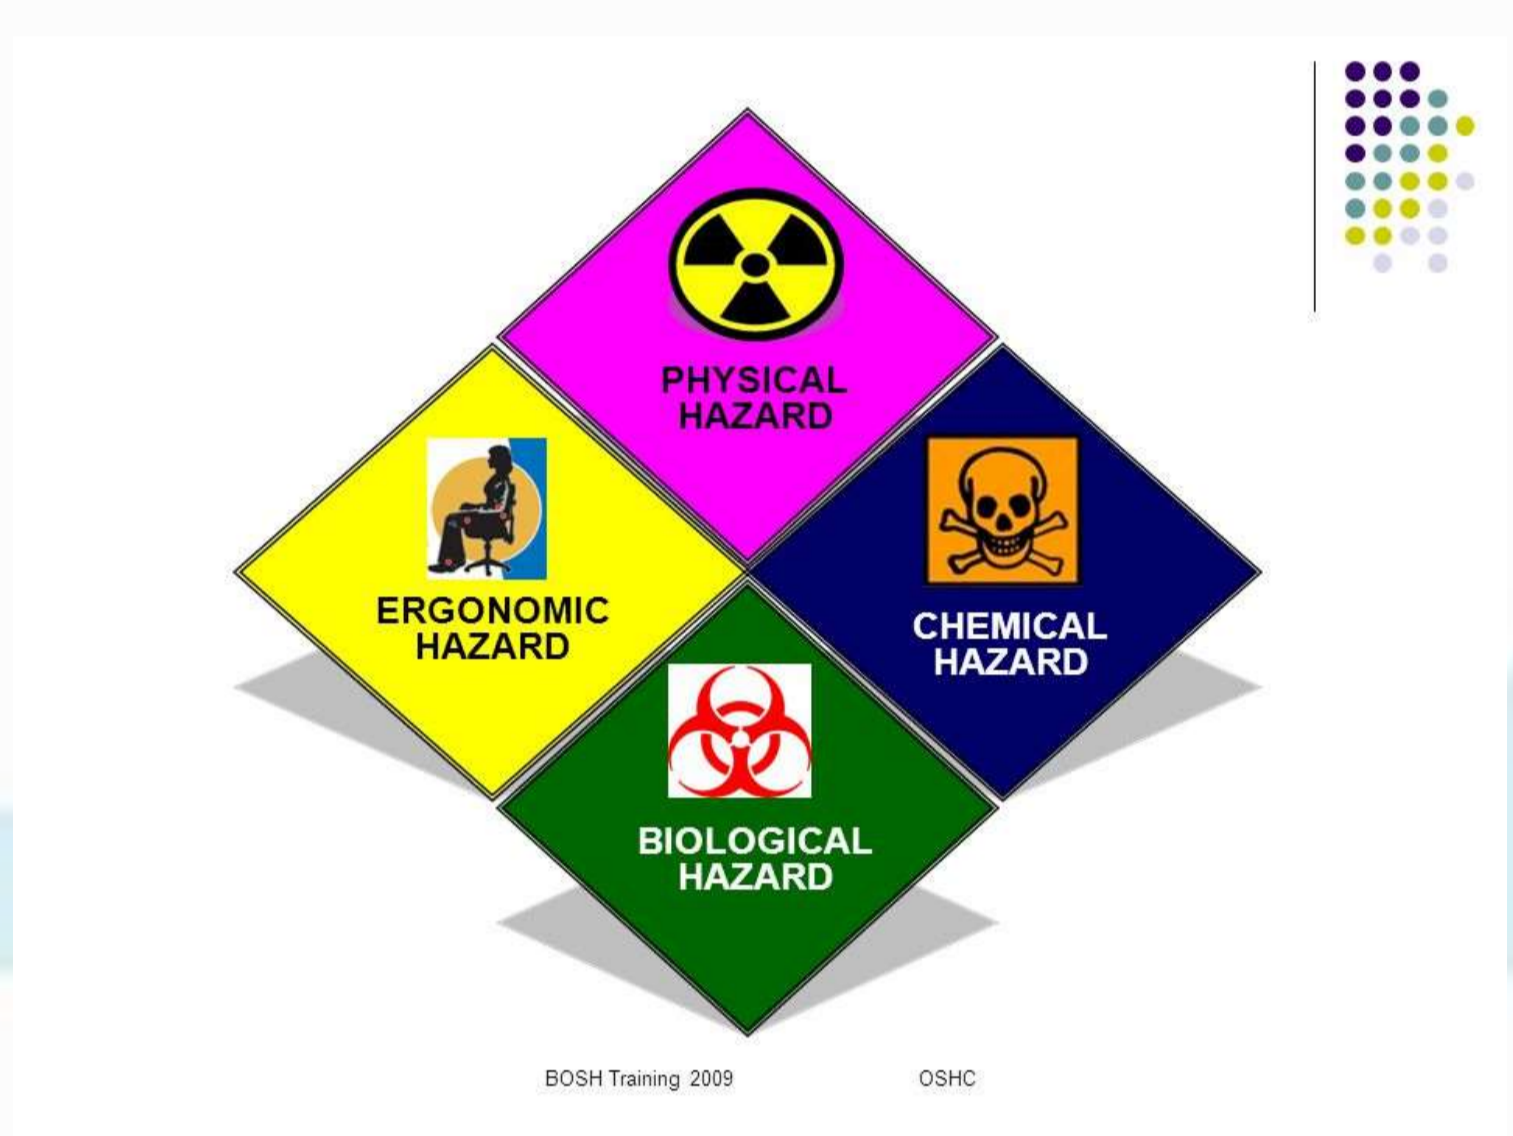 PHYSICAL
HAZARD
ERGONOMIC
HAZARD
CHEMICAL
HAZARD
BIOLOGICAL
HAZARD
BOSH Training 2009
OSHC